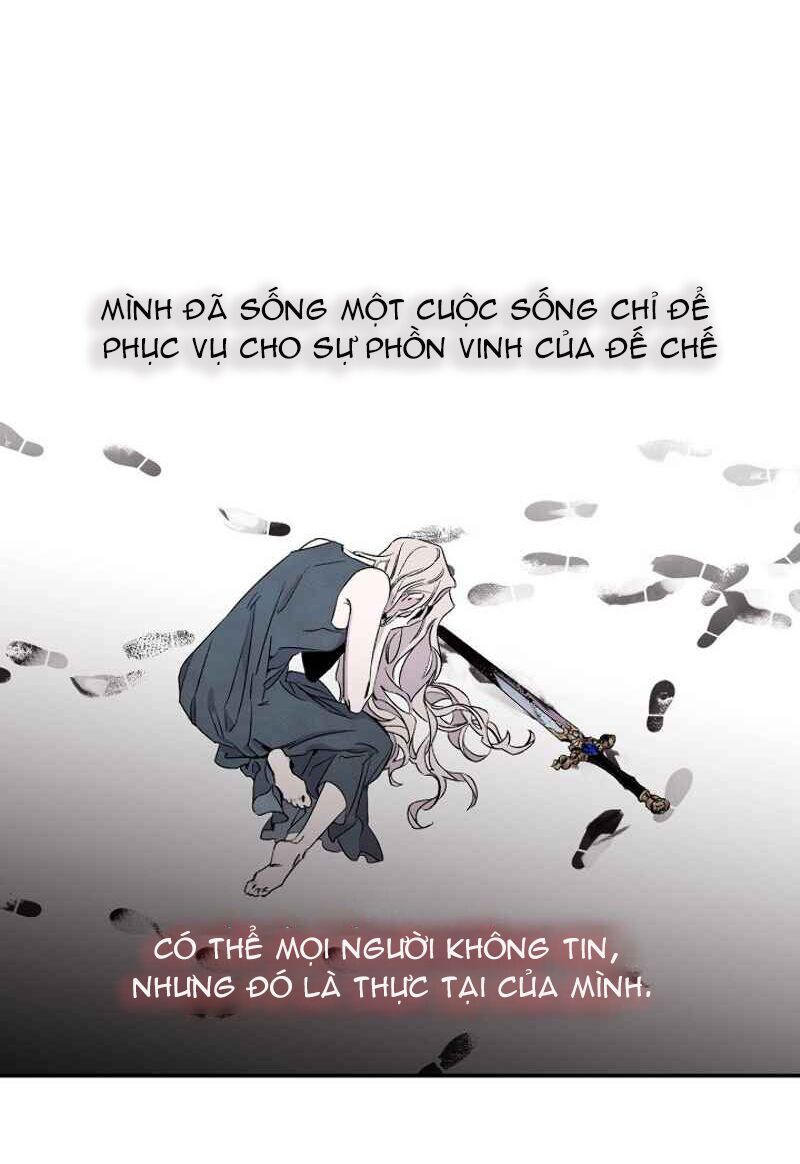 MÌNH ĐÃ SỐNG MỘT CUỘC SỐNG CHỈ ĐỂ
PHỤC VỤ CHO SỰ PHỒN VINH CỦA ĐẾ CHẾ
CÓ THỂ MỌI NGƯỜI KHÔNG TIN,
NHƯNG ĐÓ LÀ THỰC TẠI CỦA MÌNH.